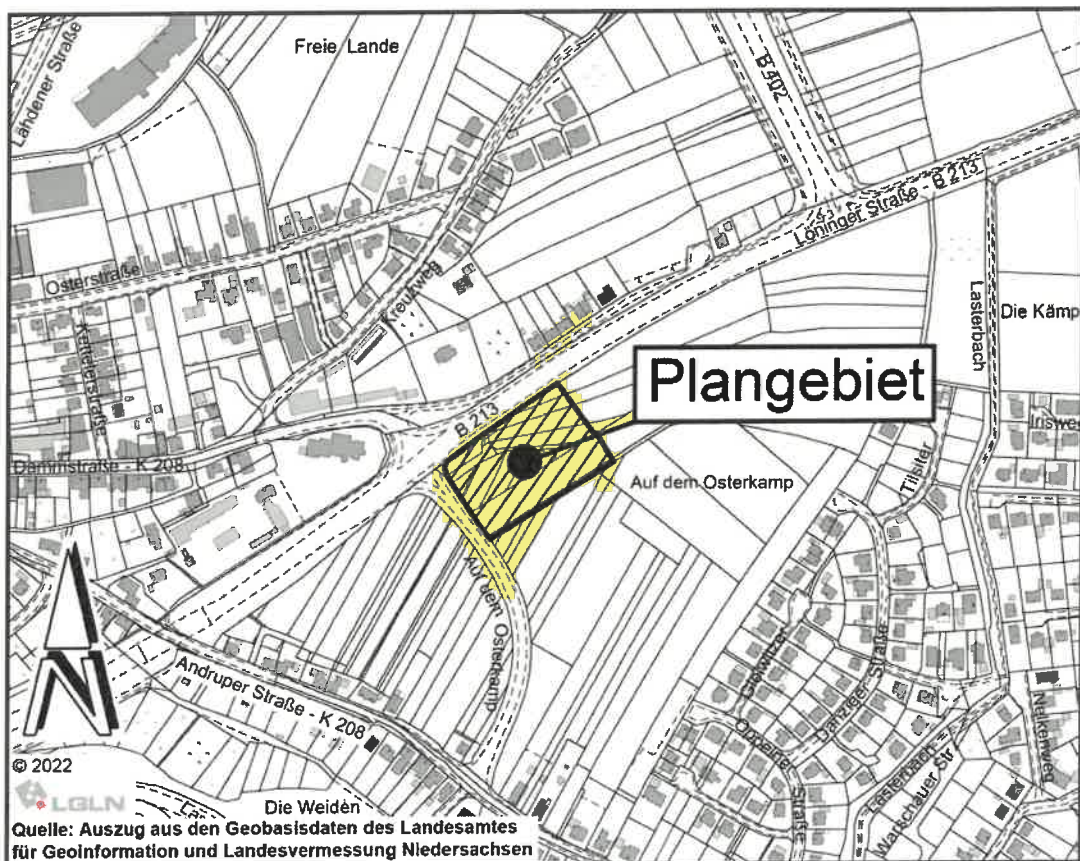 Freie Lande
Lähdener Straße
B 402
Löninger Straße - B 213
Osterstraße
Kreuzweg
Lasterbach
Die Kämp
Plangebiet
B 213
Dammstraße - K 208
Auf dem Osterkamp
Tilsiter
Auf dem Osterkamp
Andruper Straße - K 208
Gleiwitzer
Oppelner
Straße
Danziger Straße
Lasterbach
Warschauer Str
Nelkenweg
Irisweg
N
© 2022
LGLN
Die Weiden
Quelle: Auszug aus den Geobasisdaten des Landesamtes
für Geoinformation und Landesvermessung Niedersachsen